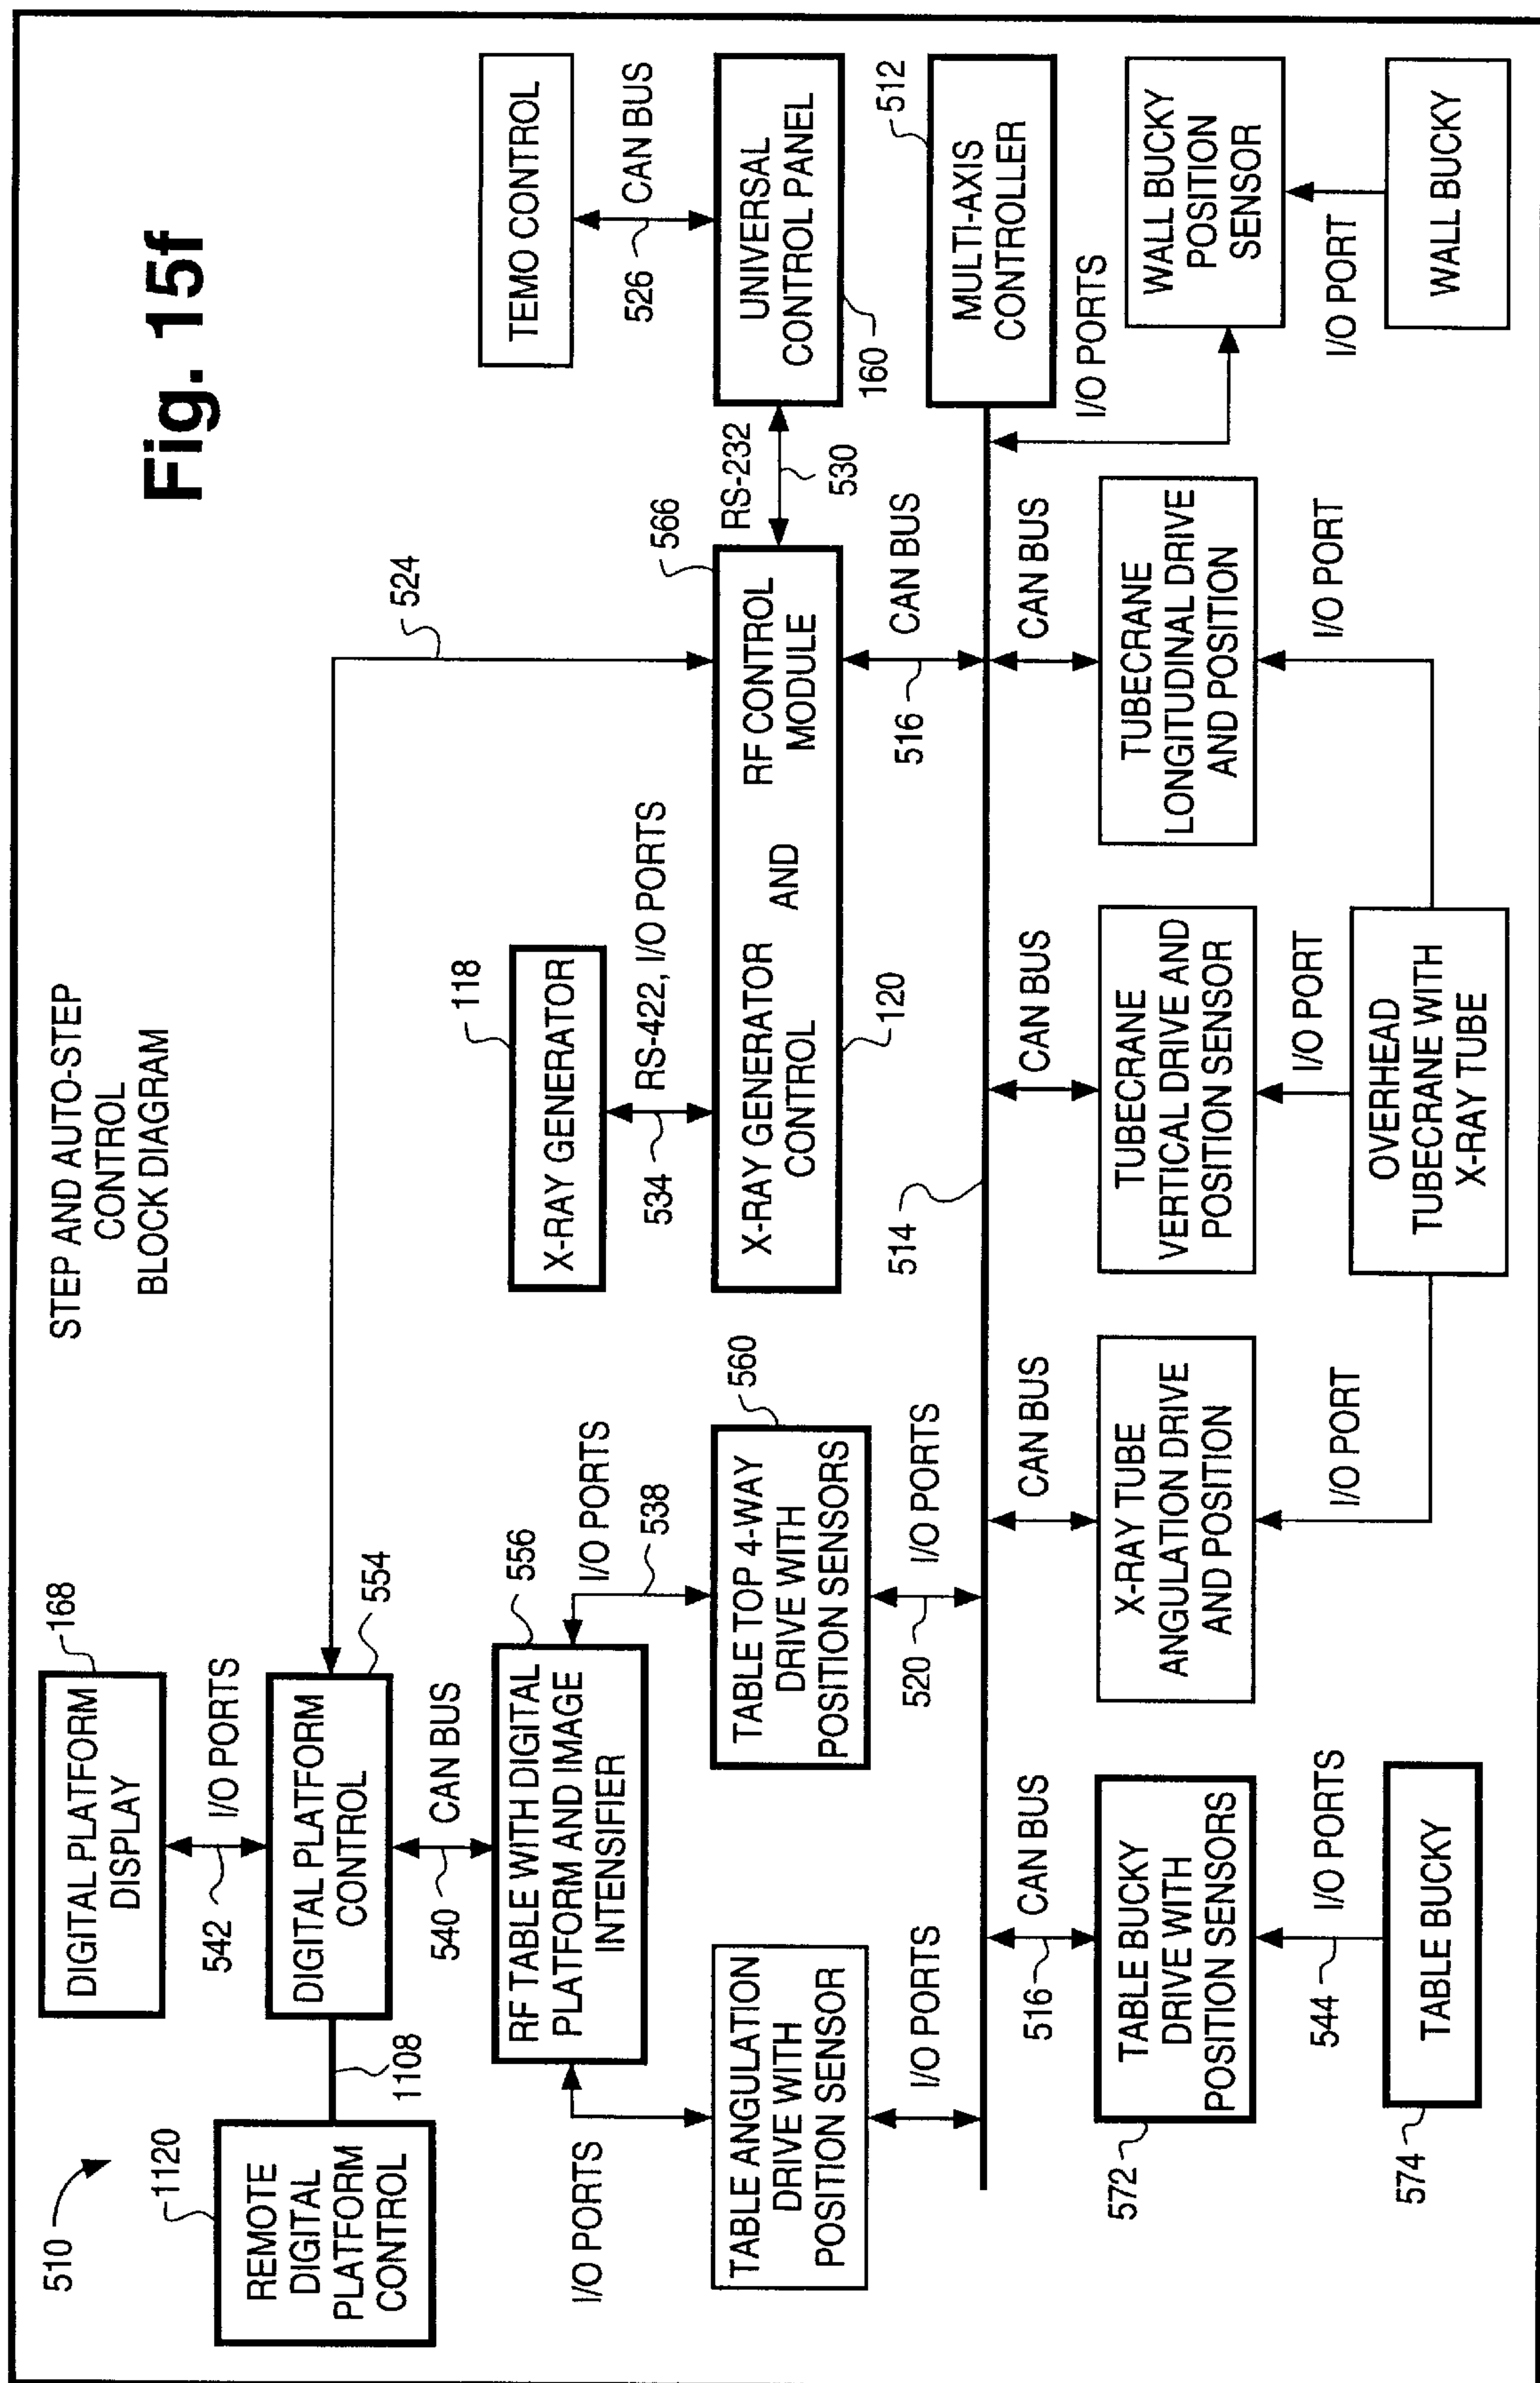 STEP AND AUTO-STEP
CONTROL
BLOCK DIAGRAM
Fig. 15f
510
1120
REMOTE
DIGITAL
PLATFORM
CONTROL
1108
168
DIGITAL PLATFORM
DISPLAY
542
I/O PORTS
DIGITAL PLATFORM
CONTROL
554
524
540
CAN BUS
556
RF TABLE WITH DIGITAL
PLATFORM AND IMAGE
INTENSIFIER
I/O PORTS
I/O PORTS
538
118
X-RAY GENERATOR
534
RS-422, I/O PORTS
TEMO CONTROL
526
CAN BUS
TABLE ANGULATION
DRIVE WITH
POSITION SENSOR
560
TABLE TOP 4-WAY
DRIVE WITH
POSITION SENSORS
X-RAY GENERATOR
CONTROL
AND
RF CONTROL
MODULE
566
120
RS-232
530
UNIVERSAL
CONTROL PANEL
160
I/O PORTS
520
I/O PORTS
514
516
CAN BUS
MULTI-AXIS
CONTROLLER
512
516
CAN BUS
CAN BUS
CAN BUS
CAN BUS
I/O PORTS
572
TABLE BUCKY
DRIVE WITH
POSITION SENSORS
X-RAY TUBE
ANGULATION DRIVE
AND POSITION
TUBECRANE
VERTICAL DRIVE AND
POSITION SENSOR
TUBECRANE
LONGITUDINAL DRIVE
AND POSITION
WALL BUCKY
POSITION
SENSOR
544
I/O PORTS
I/O PORT
I/O PORT
I/O PORT
I/O PORT
574
TABLE BUCKY
OVERHEAD
TUBECRANE WITH
X-RAY TUBE
WALL BUCKY